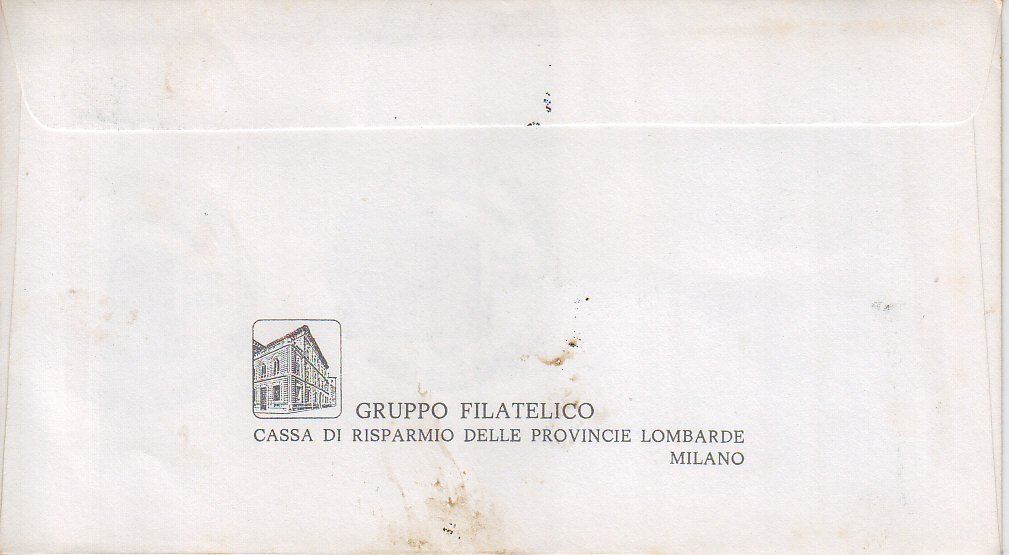 GRUPPO FILATELICO
CASSA DI RISPARMIO DELLE PROVINCIE LOMBARDE
MILANO